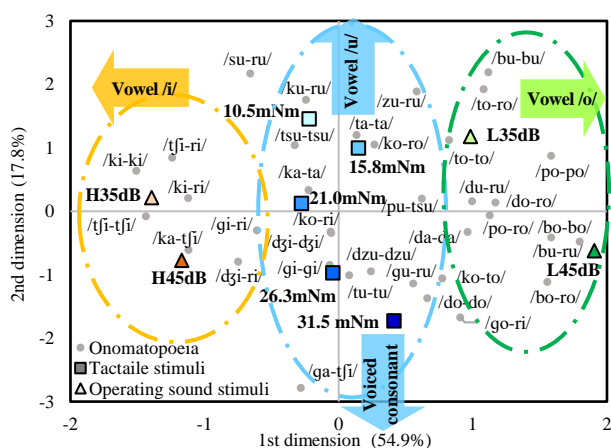 3
2
1
0
-1
-2
-3
2nd dimension (17.8%)
-2
-1
0
1
2
1st dimension (54.9%)
Vowel /i/
Vowel /u/
Vowel /o/
Voiced consonant
/su-ru/
/bu-bu/
/ku-ru/
/zu-ru/
/to-ro/
10.5mNm
/tʃi-ri/
/tsu-tsu/
/ta-ta/
/ko-ro/
L35dB
15.8mNm
/to-to/
/po-po/
/ki-ki/
H35dB
/ki-ri/
/ka-ta/
21.0mNm
/du-ru/
/do-ro/
/pu-tsu/
/tʃi-tʃi/
/gi-ri/
/ko-ri/
/po-ro/
/bo-bo/
/ka-tʃi/
/dʒi-dʒi/
/da-da/
/bu-ru/
H45dB
/dʒi-ri/
/gi-gi/
/dzu-dzu/
/gu-ru/
/ko-to/
L45dB
26.3mNm
/tu-tu/
/do-do/
/bo-ro/
31.5 mNm
/go-ri/
/ga-tʃi/
Onomatopoeia
Tactaile stimuli
Operating sound stimuli